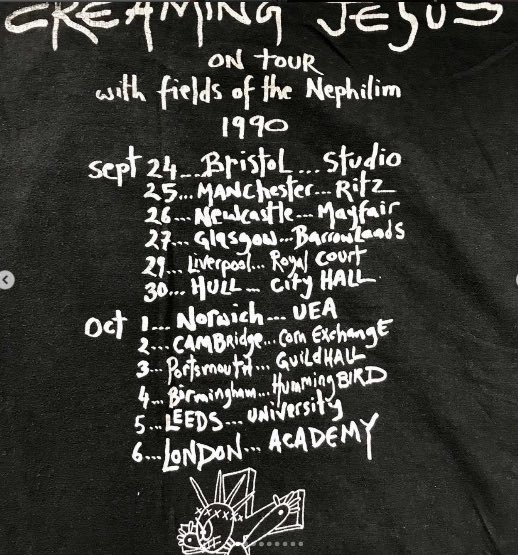 CREAMING JESUS
ON TOUR
with fields of the Nephilim
1990
sept 24...Bristol...Studio
25...MANchester...Ritz
26...Newcastle...Mayfair
27...Glasgow...Barrowlands
29...Liverpool...Royal Court
30...HULL...City HALL
Oct 1...Norwich...UEA
2...CAMBridge...Corn Exchange
3...Portsmouth...GuildHALL
4...Birmingham...HummingBIRD
5...LEEDS...University
6...LONDON...ACADEMY